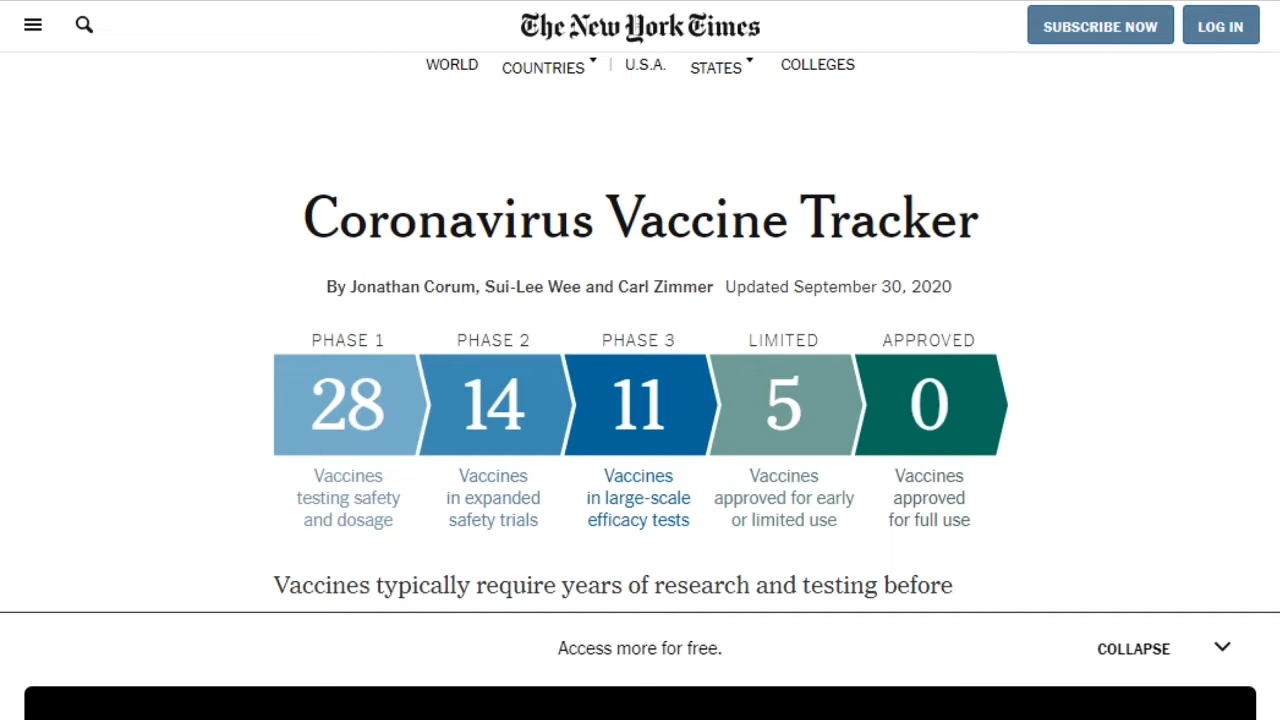 The New York Times
SUBSCRIBE NOW
LOG IN
WORLD COUNTRIES | U.S.A. STATES COLLEGES
Coronavirus Vaccine Tracker
By Jonathan Corum, Sui-Lee Wee and Carl Zimmer Updated September 30, 2020
PHASE 1 PHASE 2 PHASE 3 LIMITED APPROVED
28 14 11 5 0
Vaccines
testing safety
and dosage
Vaccines
in expanded
safety trials
Vaccines
in large-scale
efficacy tests
Vaccines
approved for early
or limited use
Vaccines
approved
for full use
Vaccines typically require years of research and testing before
Access more for free.
COLLAPSE